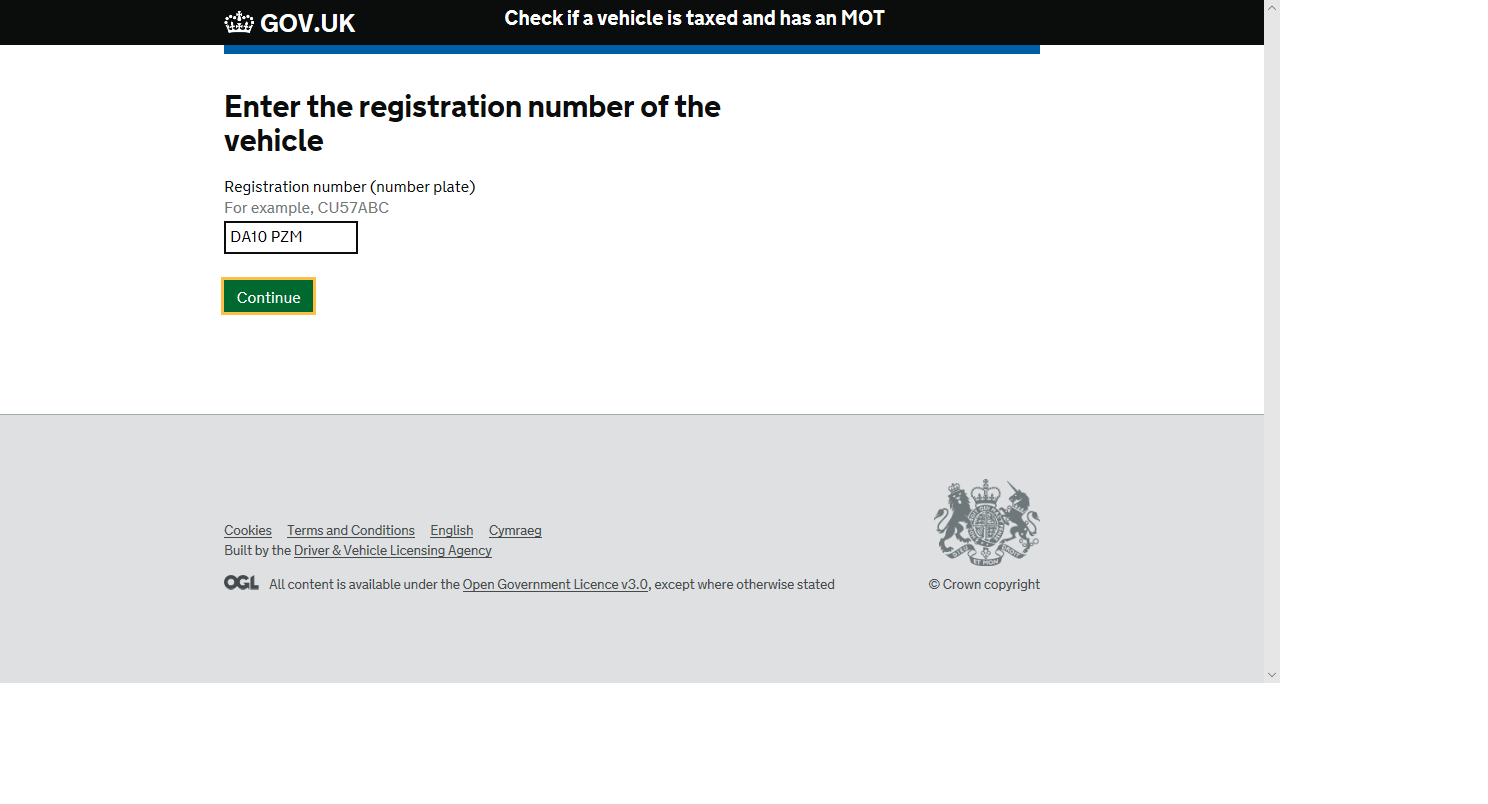 GOV.UK
Check if a vehicle is taxed and has an MOT
Enter the registration number of the
vehicle
Registration number (number plate)
For example, CU57ABC
DA10 PZM
Continue
Cookies Terms and Conditions English Cymraeg
Built by the Driver & Vehicle Licensing Agency
OGL All content is available under the Open Government Licence v3.0, except where otherwise stated
© Crown copyright